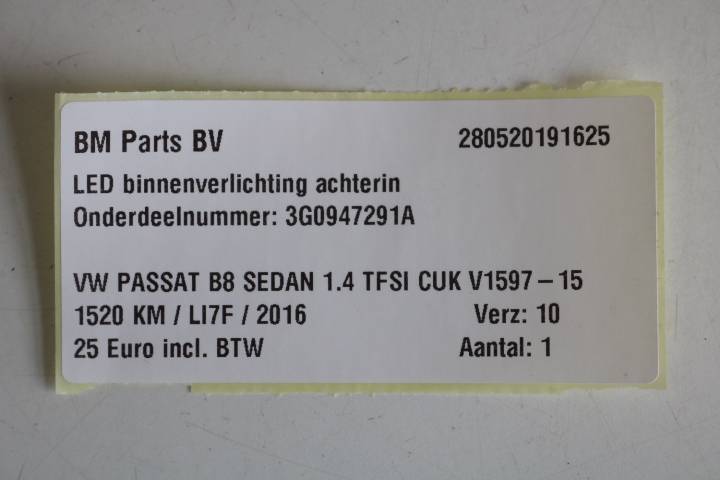 BM Parts BV 280520191625
LED binnenverlichting achterin
Onderdeelnummer: 3G0947291A
VW PASSAT B8 SEDAN 1.4 TFSI CUK V1597 – 15
1520 KM / LI7F / 2016 Verz: 10
25 Euro incl. BTW Aantal: 1